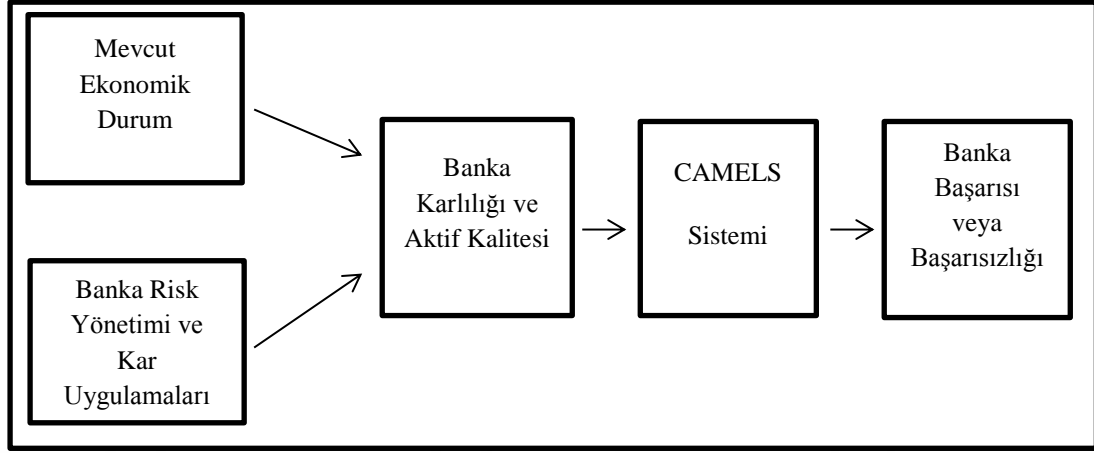 Mevcut
Ekonomik
Durum
Banka Risk
Yönetimi ve
Kar
Uygulamaları
Banka
Karlılığı ve
Aktif Kalitesi
CAMELS
Sistemi
Banka
Başarısı
veya
Başarısızlığı